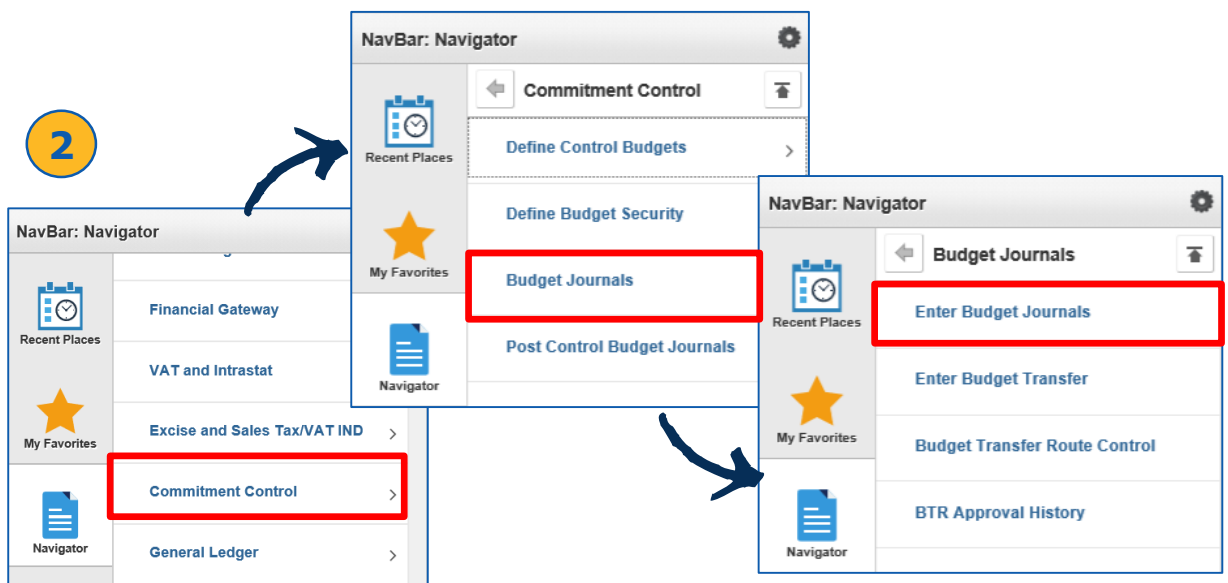 2
NavBar: Navigator
Recent Places
My Favorites
Navigator
Financial Gateway
VAT and Intrastat
Excise and Sales Tax/VAT IND
Commitment Control
General Ledger
NavBar: Navigator
Recent Places
My Favorites
Navigator
Commitment Control
Define Control Budgets
Define Budget Security
Budget Journals
Post Control Budget Journals
NavBar: Navigator
Recent Places
My Favorites
Navigator
Budget Journals
Enter Budget Journals
Enter Budget Transfer
Budget Transfer Route Control
BTR Approval History